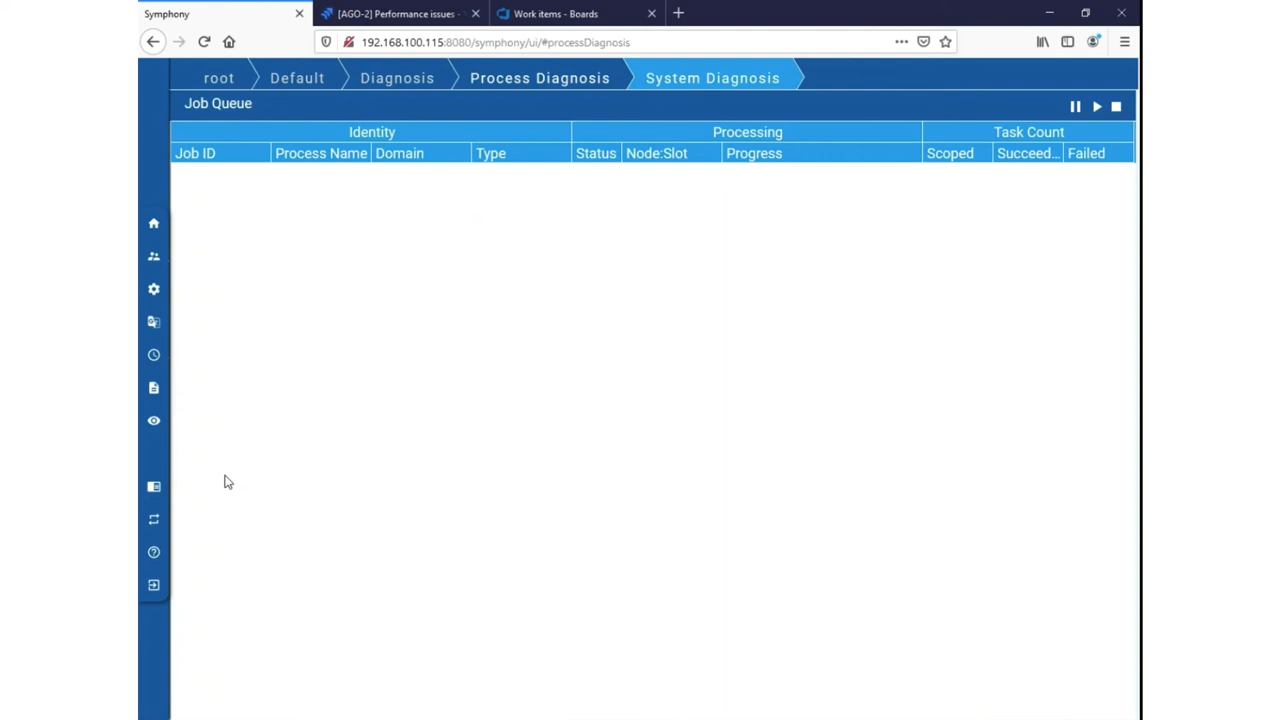 Symphony
[AGO-2] Performance issues -
Work items - Boards
192.168.100.115:8080/symphony/ui/#processDiagnosis
root
Default
Diagnosis
Process Diagnosis
System Diagnosis
Job Queue
Identity
Processing
Task Count
Job ID
Process Name
Domain
Type
Status
Node:Slot
Progress
Scoped
Succeed...
Failed